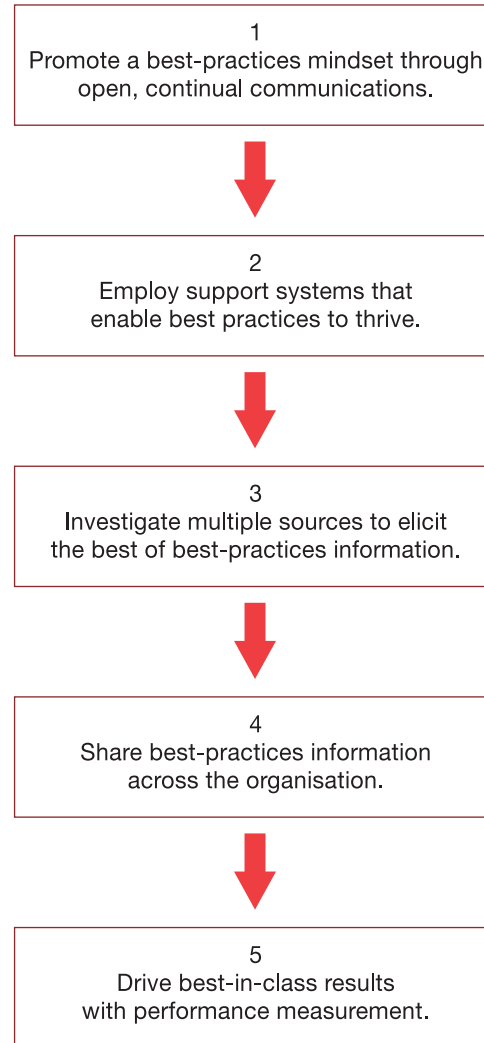 1
Promote a best-practices mindset through
open, continual communications.
2
Employ support systems that
enable best practices to thrive.
3
Investigate multiple sources to elicit
the best of best-practices information.
4
Share best-practices information
across the organisation.
5
Drive best-in-class results
with performance measurement.